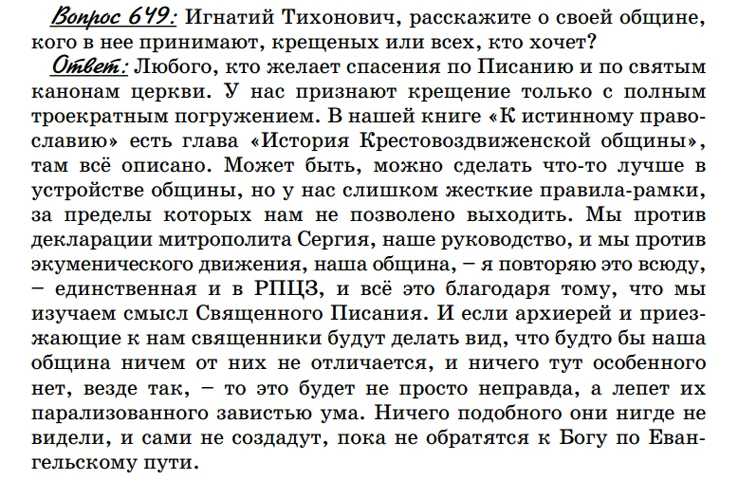 Вопрос 649: Игнатий Тихонович, расскажите о своей общине,
кого в нее принимают, крещеных или всех, кто хочет?
Ответ: Любого, кто желает спасения по Писанию и по святым
канонам церкви. У нас признают крещение только с полным
троекратным погружением. В нашей книге «К истинному право-
славию» есть глава «История Крестовоздвиженской общины»,
там всё описано. Может быть, можно сделать что-то лучше в
устройстве общины, но у нас слишком жесткие правила-рамки,
за пределы которых нам не позволено выходить. Мы против
декларации митрополита Сергия, наше руководство, и мы против
экуменического движения, наша община, – я повторяю это всюду,
– единственная и в РПЦЗ, и всё это благодаря тому, что мы
изучаем смысл Священного Писания. И если архиерей и приез-
жающие к нам священники будут делать вид, что будто бы наша
община ничем от них не отличается, и ничего тут особенного
нет, везде так, – то это будет не просто неправда, а лепет их
парализованного завистью ума. Ничего подобного они нигде не
видели, и сами не создадут, пока не обратятся к Богу по Еван-
гельскому пути.